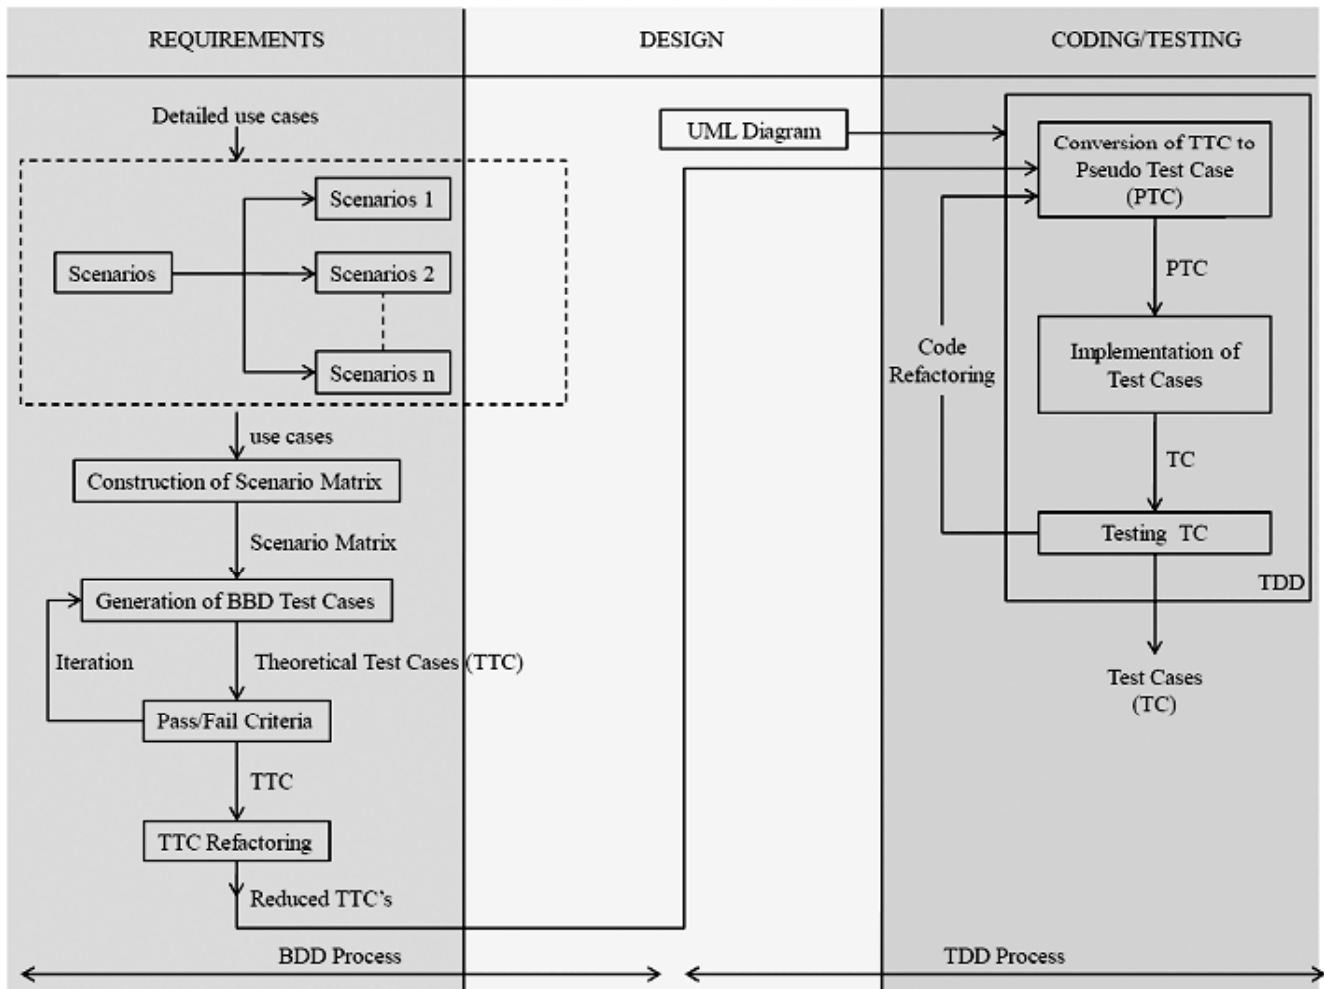 REQUIREMENTS
DESIGN
CODING/TESTING
Detailed use cases
Scenarios
Scenarios 1
Scenarios 2
Scenarios n
use cases
Construction of Scenario Matrix
Scenario Matrix
Generation of BBD Test Cases
Iteration
Theoretical Test Cases (TTC)
Pass/Fail Criteria
TTC
TTC Refactoring
Reduced TTC's
BDD Process
UML Diagram
Conversion of TTC to
Pseudo Test Case
(PTC)
PTC
Implementation of
Test Cases
Code
Refactoring
TC
Testing TC
TDD
Test Cases
(TC)
TDD Process